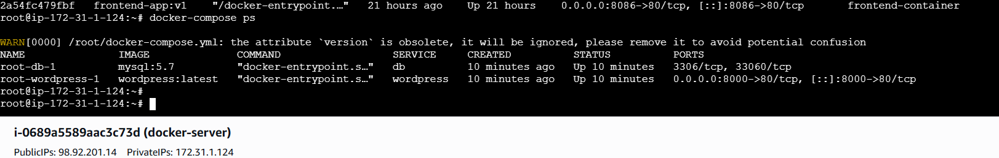 2a54fc479fbf   frontend-app:v1    "/docker-entrypoint.…"   21 hours ago    Up 21 hours    0.0.0.0:8086->80/tcp, [::]:8086->80/tcp       frontend-container
root@ip-172-31-1-124:~# docker-compose ps
WARN[0000] /root/docker-compose.yml: the attribute `version` is obsolete, it will be ignored, please remove it to avoid potential confusion
NAME               IMAGE              COMMAND                  SERVICE     CREATED          STATUS          PORTS
root-db-1          mysql:5.7          "docker-entrypoint.s…"   db          10 minutes ago   Up 10 minutes   3306/tcp, 33060/tcp
root-wordpress-1   wordpress:latest   "docker-entrypoint.s…"   wordpress   10 minutes ago   Up 10 minutes   0.0.0.0:8000->80/tcp, [::]:8000->80/tcp
root@ip-172-31-1-124:~#
root@ip-172-31-1-124:~#
i-0689a5589aac3c73d (docker-server)
PublicIPs: 98.92.201.14    PrivateIPs: 172.31.1.124